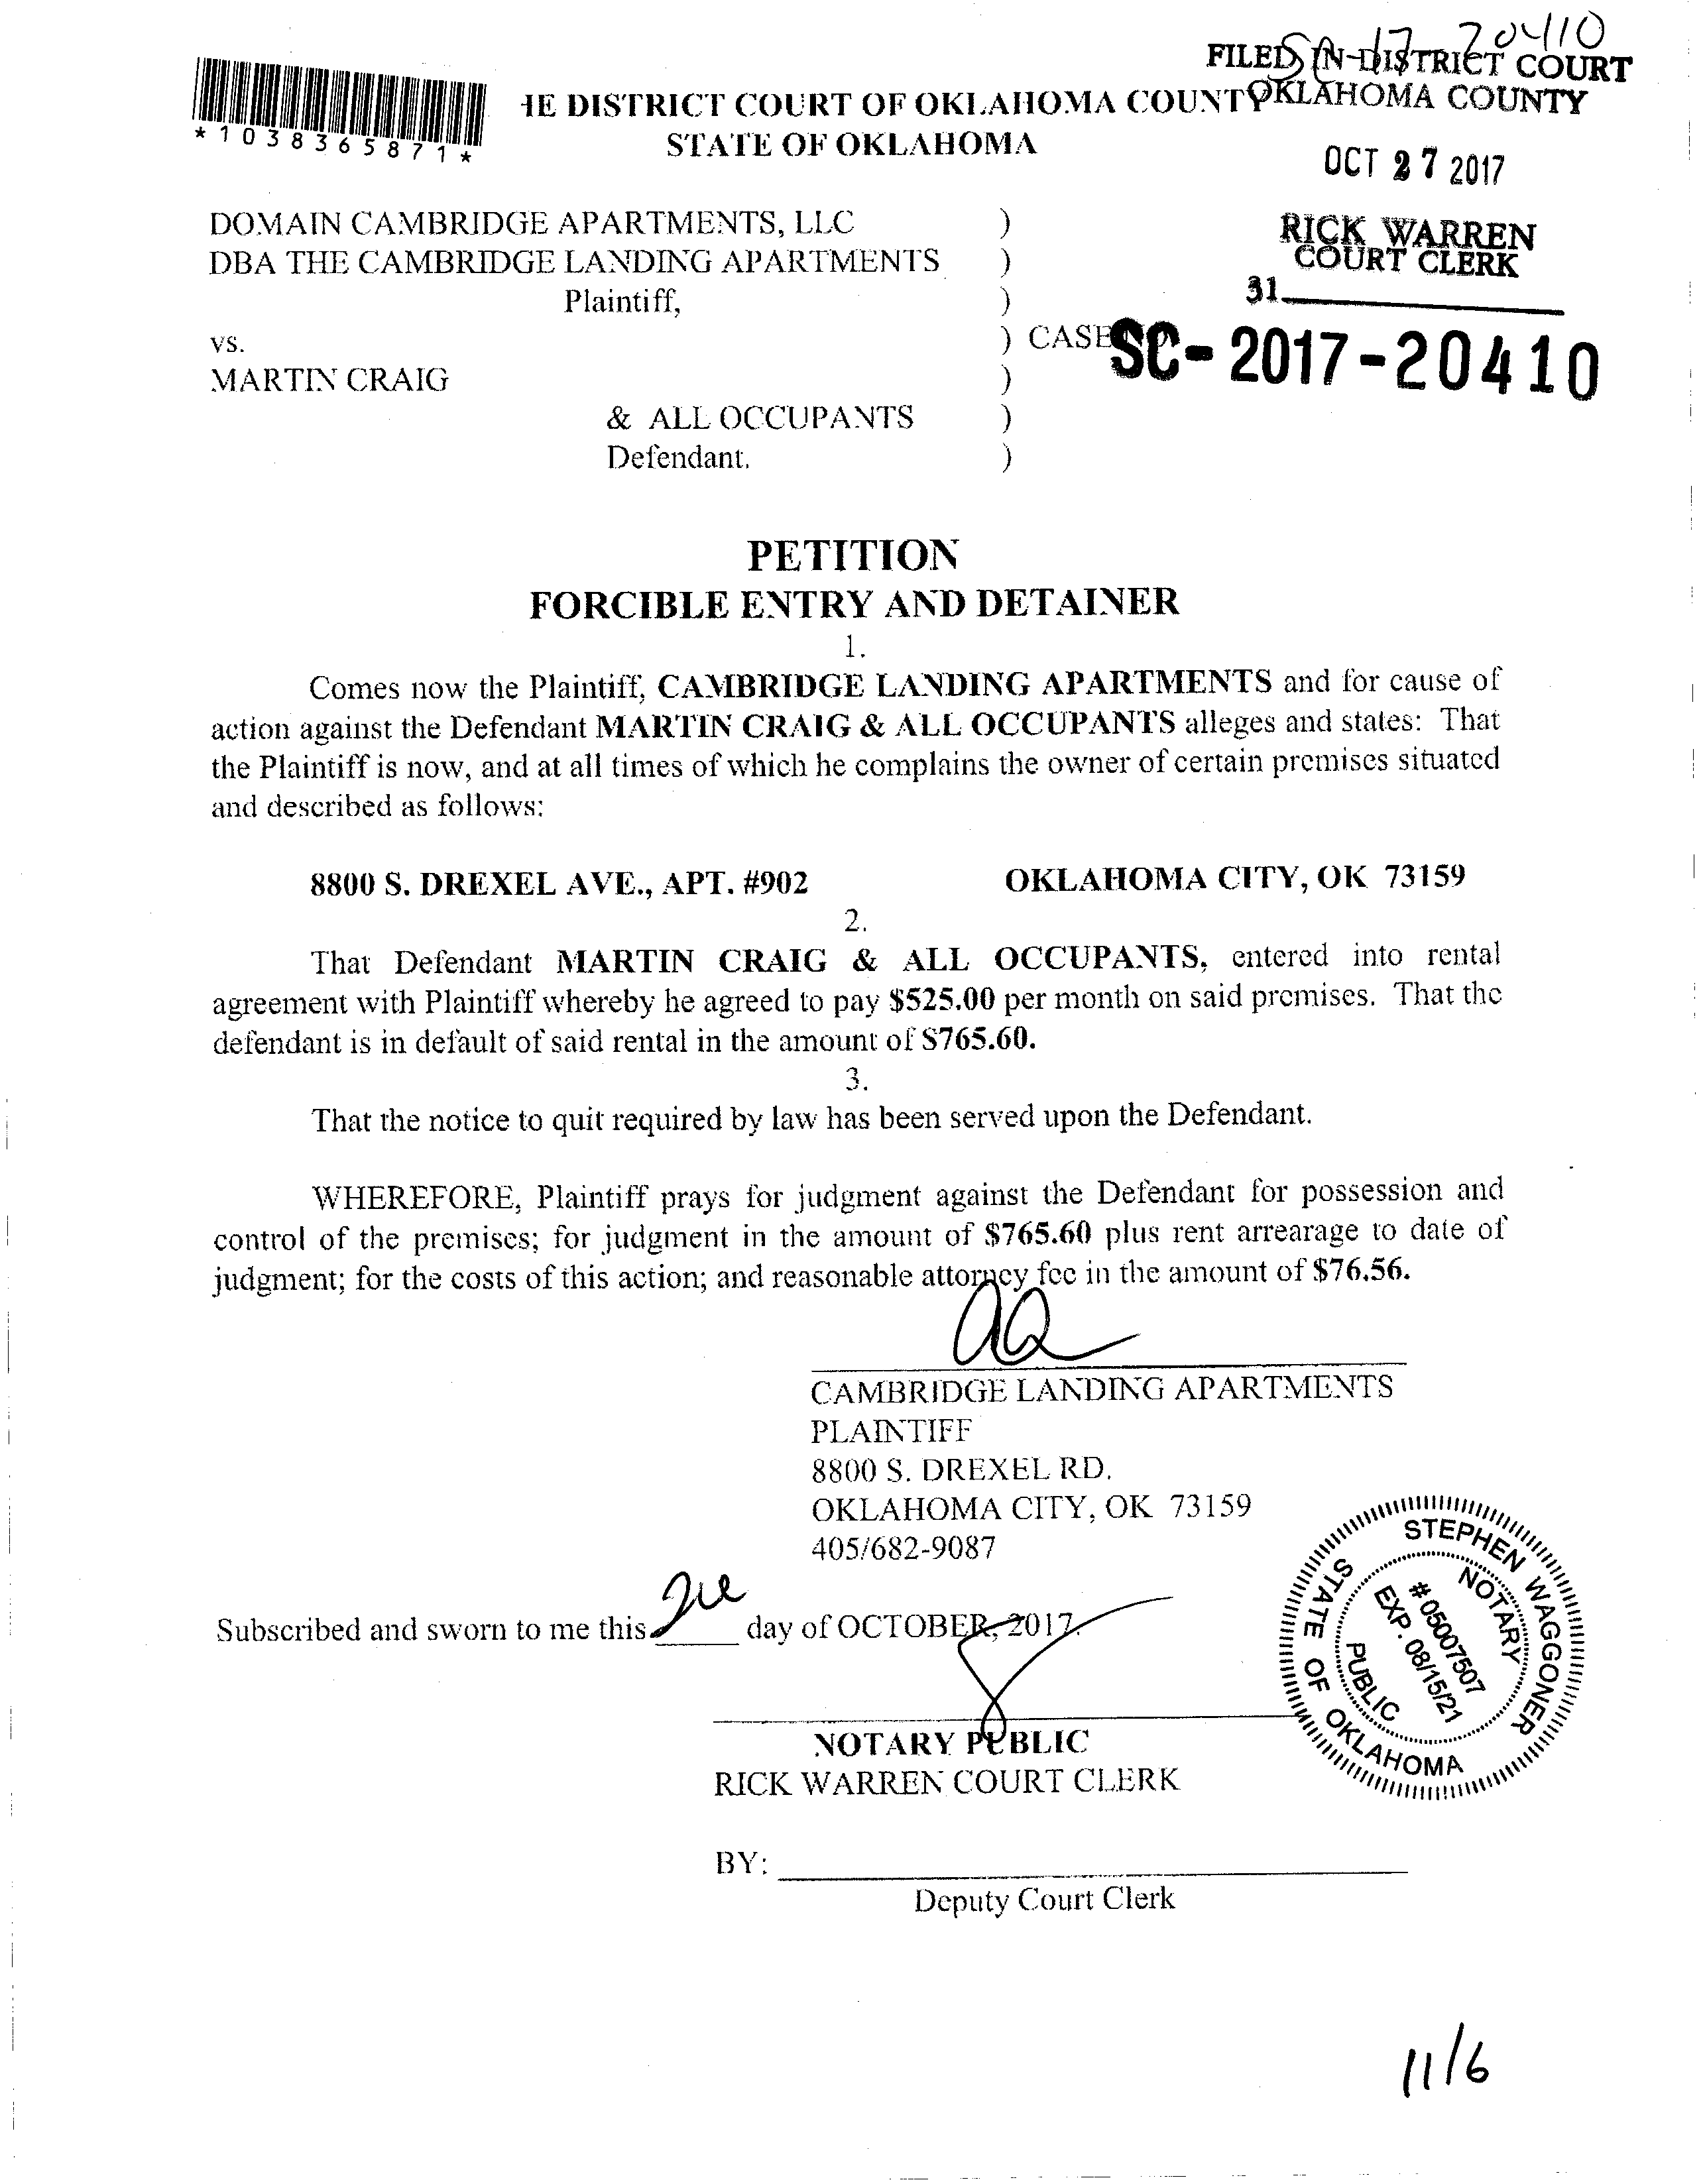 SC-17-20410
FILED IN DISTRICT COURT
OKLAHOMA COUNTY
*1038365871*
HE DISTRICT COURT OF OKLAHOMA COUNTY
STATE OF OKLAHOMA
OCT 27 2017
RICK WARREN
COURT CLERK
31
DOMAIN CAMBRIDGE APARTMENTS, LLC )
DBA THE CAMBRIDGE LANDING APARTMENTS )
Plaintiff, )
vs. ) CASE SC-2017-20410
MARTIN CRAIG )
& ALL OCCUPANTS )
Defendant. )
PETITION
FORCIBLE ENTRY AND DETAINER
1.
Comes now the Plaintiff, CAMBRIDGE LANDING APARTMENTS and for cause of
action against the Defendant MARTIN CRAIG & ALL OCCUPANTS alleges and states: That
the Plaintiff is now, and at all times of which he complains the owner of certain premises situated
and described as follows:
8800 S. DREXEL AVE., APT. #902 OKLAHOMA CITY, OK 73159
2.
That Defendant MARTIN CRAIG & ALL OCCUPANTS, entered into rental
agreement with Plaintiff whereby he agreed to pay $525.00 per month on said premises. That the
defendant is in default of said rental in the amount of $765.60.
3.
That the notice to quit required by law has been served upon the Defendant.
WHEREFORE, Plaintiff prays for judgment against the Defendant for possession and
control of the premises; for judgment in the amount of $765.60 plus rent arrearage to date of
judgment; for the costs of this action; and reasonable attorney fee in the amount of $76.56.
CAMBRIDGE LANDING APARTMENTS
PLAINTIFF
8800 S. DREXEL RD.
OKLAHOMA CITY, OK 73159
405/682-9087
Subscribed and sworn to me this day of OCTOBER, 2017.
STEPHEN WAGGONER
NOTARY PUBLIC
# 05007507
EXP. 08/15/21
STATE OF OKLAHOMA
NOTARY PUBLIC
RICK WARREN COURT CLERK
BY:
Deputy Court Clerk
11/6